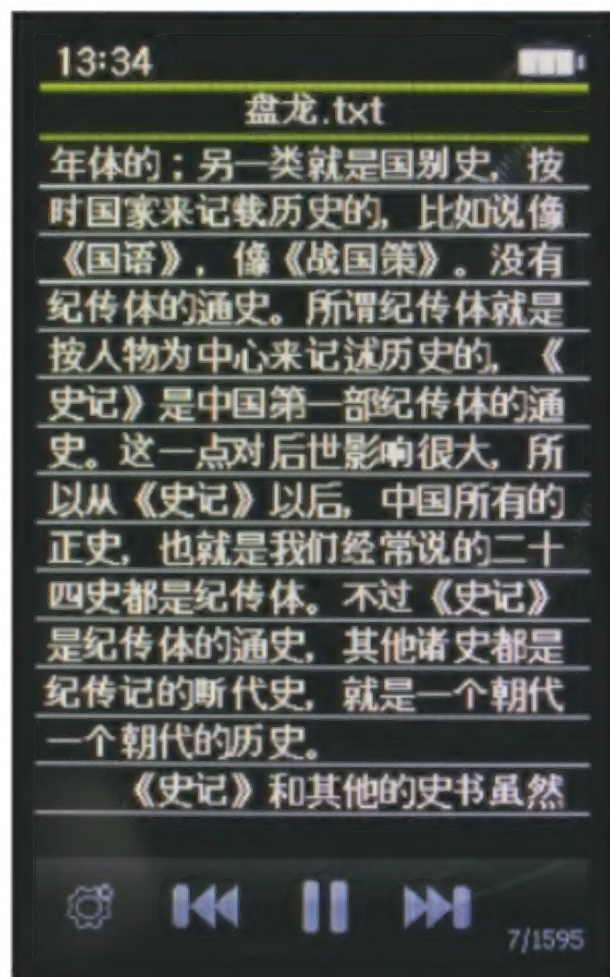 13:34
盘龙.txt
年体的；另一类就是国别史，按
时国家来记载历史的，比如说像
《国语》，像《战国策》。没有
纪传体的通史。所谓纪传体就是
按人物为中心来记述历史的，《
史记》是中国第一部纪传体的通
史。这一点对后世影响很大，所
以从《史记》以后，中国所有的
正史，也就是我们经常说的二十
四史都是纪传体。不过《史记》
是纪传体的通史，其他诸史都是
纪传记的断代史，就是一个朝代
一个朝代的历史。
《史记》和其他的史书虽然
7/1595